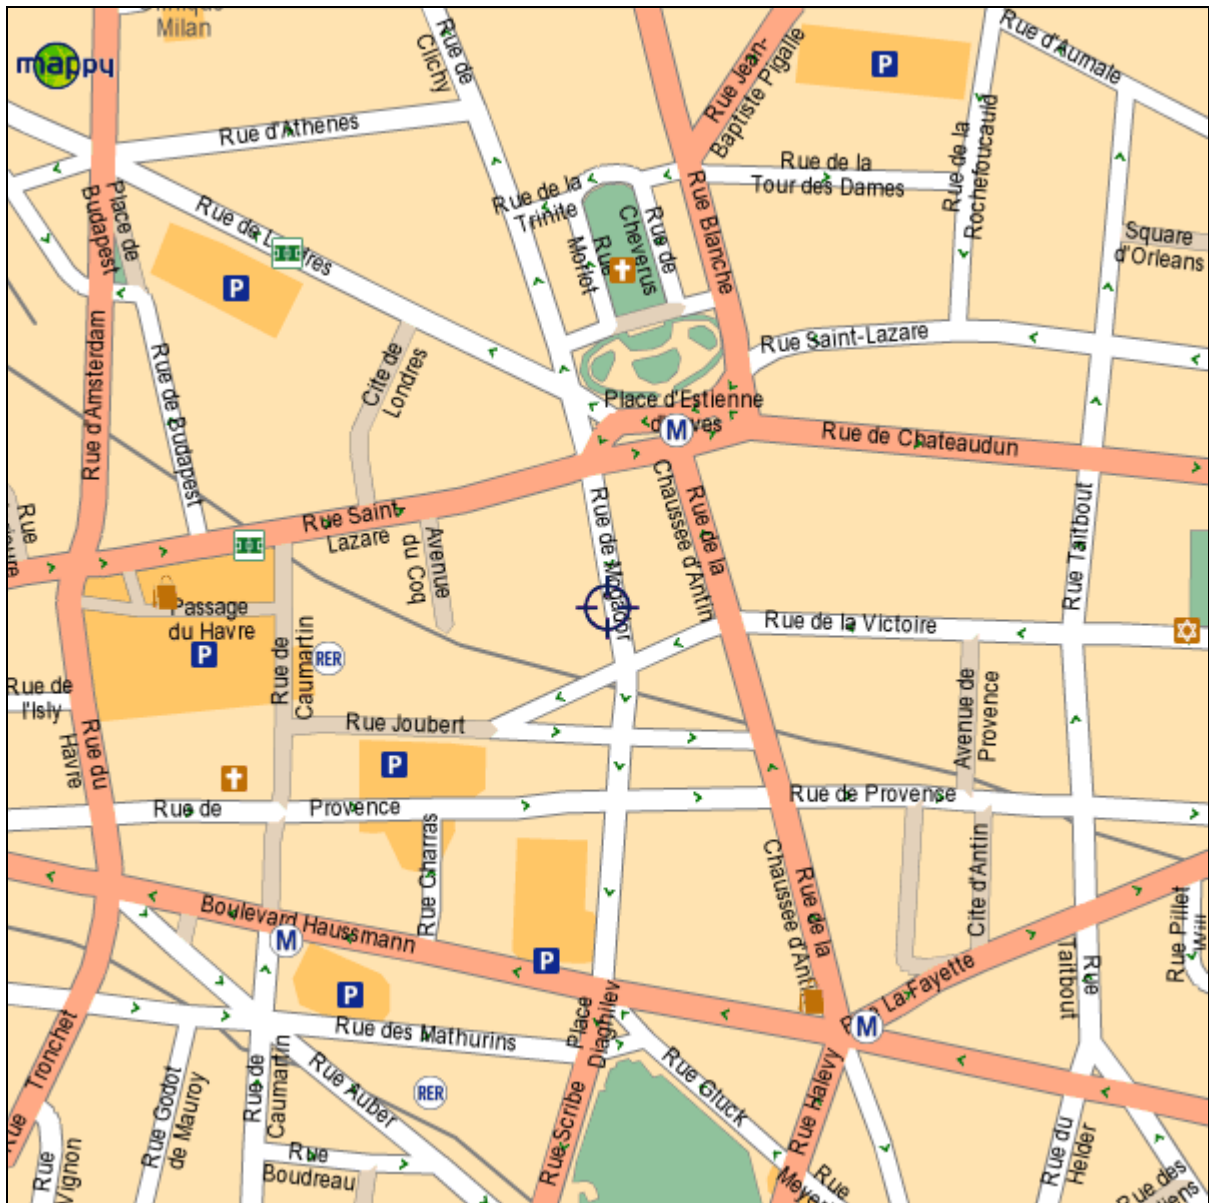 Milan
mappy
Rue de
Clichy
Rue Jean-
Baptiste Pigalle
P
Rue d'Aumale
Rue d'Athenes
Rue de la
Rochefoucauld
Rue de la
Tour des Dames
Place de
Budapest
Rue de la
Trinite
Rue Blanche
Rue de
Cheverus
Rue
Moflet
Square
d'Orleans
P
Rue Saint-Lazare
Rue d'Amsterdam
Rue de Budapest
Cite de
Londres
Place d'Estienne
M
Rue de Chateaudun
Rue Saint
Lazare
Rue
Avenue
du Coq
Rue de Mogador
Rue de la
Chaussee d'Antin
Rue Taitbout
Passage
du Havre
P
Rue de
Caumartin
RER
Rue de la Victoire
Rue de
l'Isly
Rue du
Havre
Rue Joubert
P
Avenue de
Provence
Rue de
Provence
Rue de Provense
Rue Charras
Rue de la
Chaussee d'Antin
Cite d'Antin
Boulevard Haussmann
M
P
P
Rue La Fayette
Rue
Taitbout
Rue Pillet
Will
Place
Diaghilev
M
Rue des Mathurins
Rue Tronchet
Rue Godot
de Mauroy
Rue de
Caumartin
Rue Auber
RER
Rue Scribe
Rue Gluck
Rue Halevy
Rue du
Helder
Rue
Vignon
Rue
Boudreau
Rue
Rue des